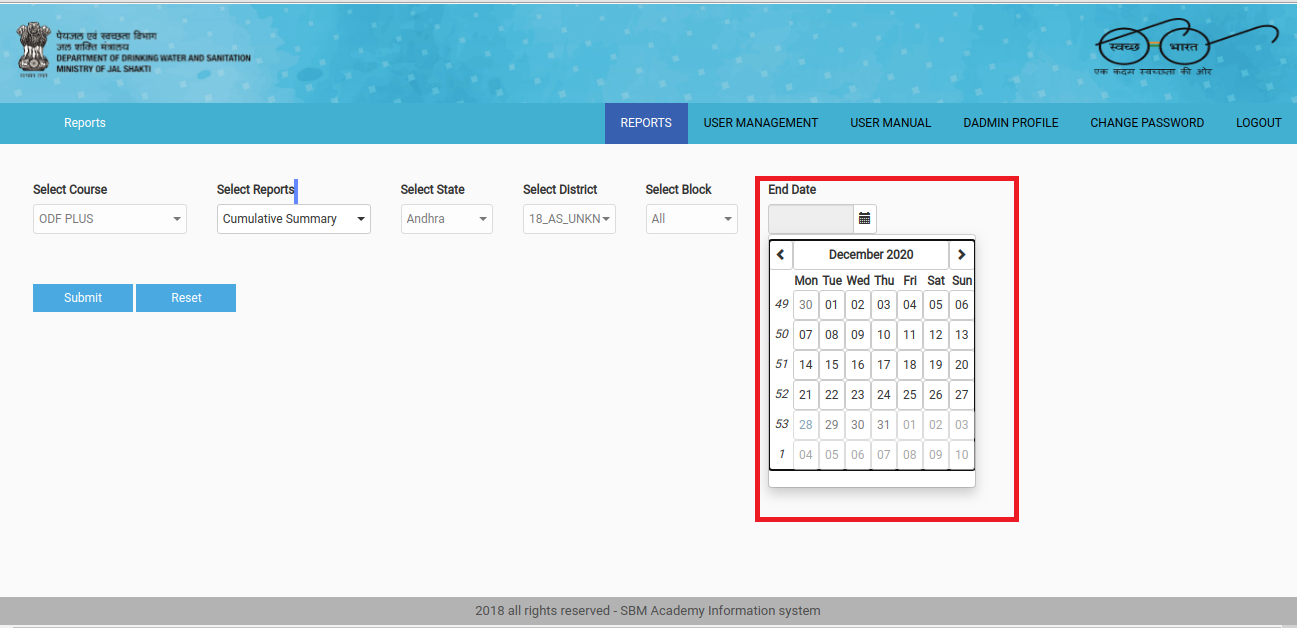 पेयजल एवं स्वच्छता विभाग
जल शक्ति मंत्रालय
DEPARTMENT OF DRINKING WATER AND SANITATION
MINISTRY OF JAL SHAKTI
सत्यमेव जयते
स्वच्छ भारत
एक कदम स्वच्छता की ओर
Reports
REPORTS USER MANAGEMENT USER MANUAL DADMIN PROFILE CHANGE PASSWORD LOGOUT
Select Course Select Reports Select State Select District Select Block End Date
ODF PLUS Cumulative Summary Andhra 18_AS_UNKN All
December 2020
Mon Tue Wed Thu Fri Sat Sun
49 30 01 02 03 04 05 06
50 07 08 09 10 11 12 13
51 14 15 16 17 18 19 20
52 21 22 23 24 25 26 27
53 28 29 30 31 01 02 03
1 04 05 06 07 08 09 10
Submit Reset
2018 all rights reserved - SBM Academy Information system